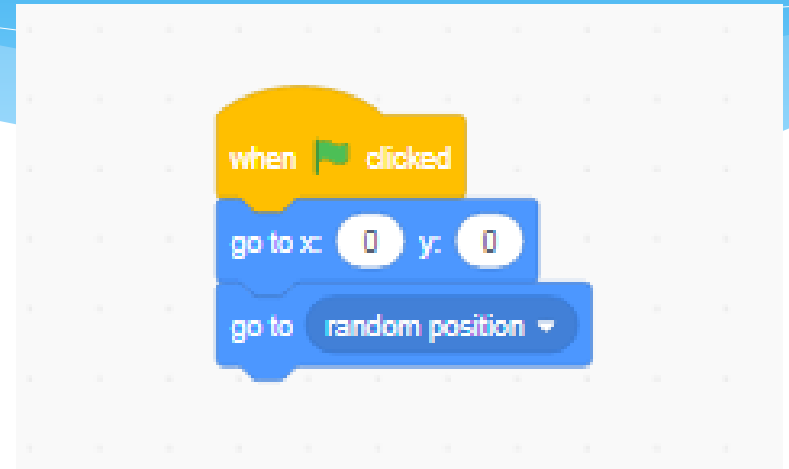 when clicked
go to x: 0 y: 0
go to random position